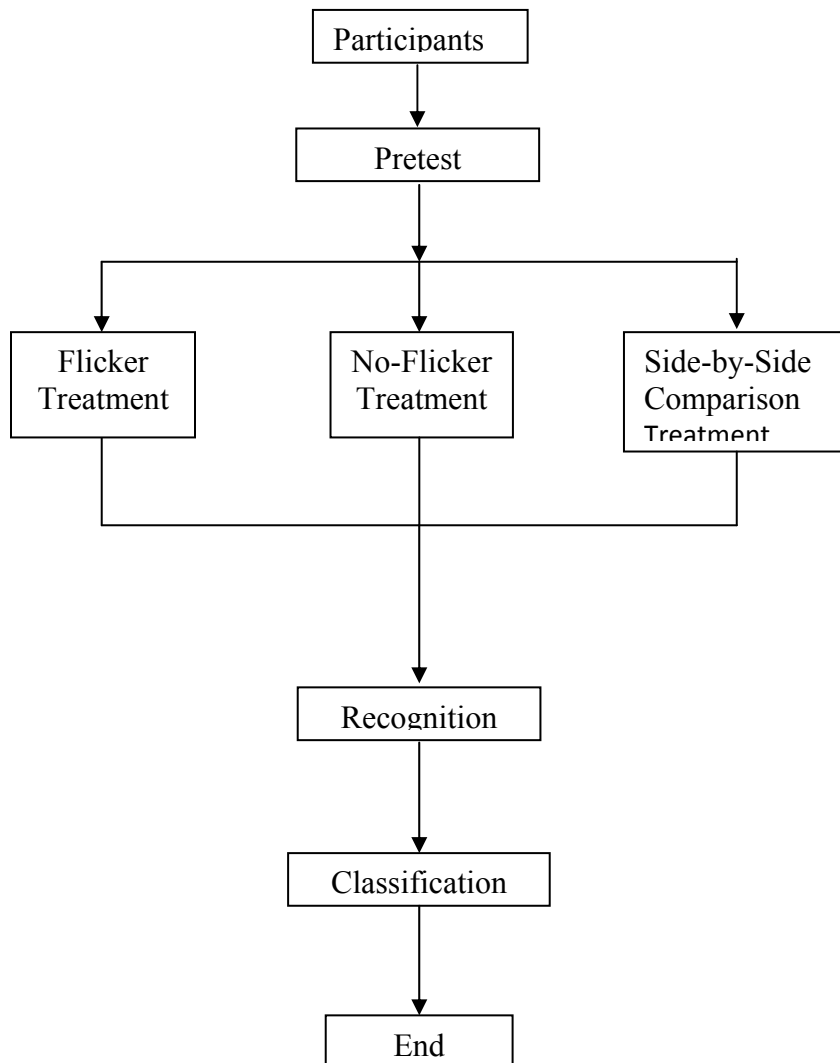 Participants
Pretest
Flicker
Treatment
No-Flicker
Treatment
Side-by-Side
Comparison
Treatment
Recognition
Classification
End